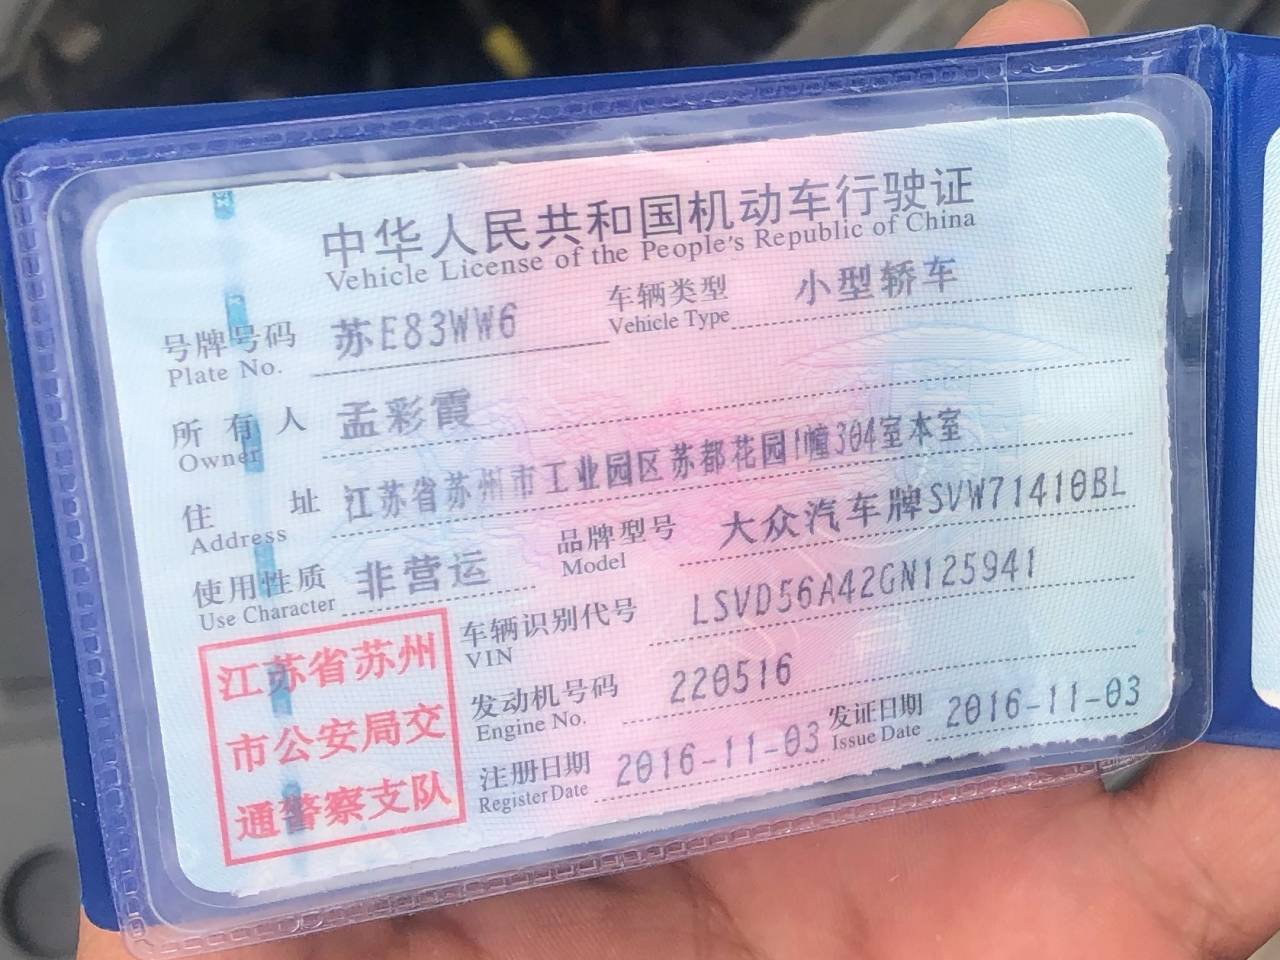 中华人民共和国机动车行驶证
Vehicle License of the People's Republic of China
号牌号码 苏E83WW6 车辆类型 小型轿车
Plate No. Vehicle Type
所有人 孟彩霞
Owner
住址 江苏省苏州市工业园区苏都花园1幢304室本室
Address
使用性质 非营运 品牌型号 大众汽车牌SVW71410BL
Use Character Model
车辆识别代号 LSVD56A42GN125941
VIN
发动机号码 220516
Engine No.
注册日期 2016-11-03 发证日期 2016-11-03
Register Date Issue Date
江苏省苏州
市公安局交
通警察支队